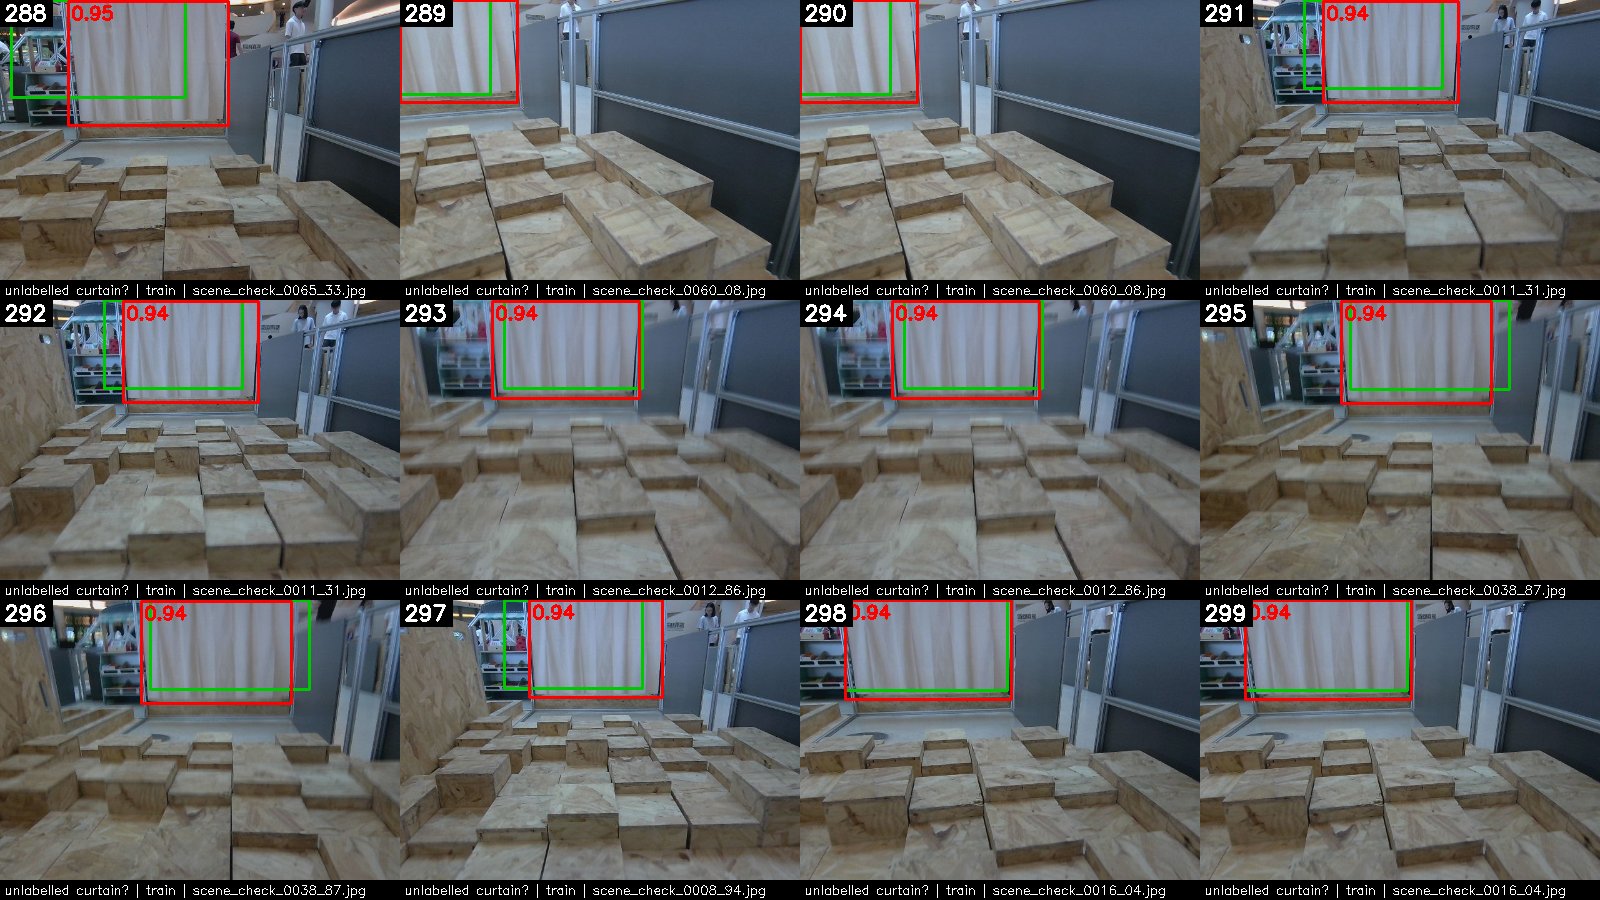 288
0.95
289
290
291
0.94
unlabelled curtain? | train | scene_check_0065_33.jpg
unlabelled curtain? | train | scene_check_0060_08.jpg
unlabelled curtain? | train | scene_check_0060_08.jpg
unlabelled curtain? | train | scene_check_0011_31.jpg
292
0.94
293
0.94
294
0.94
295
0.94
unlabelled curtain? | train | scene_check_0011_31.jpg
unlabelled curtain? | train | scene_check_0012_86.jpg
unlabelled curtain? | train | scene_check_0012_86.jpg
unlabelled curtain? | train | scene_check_0038_87.jpg
296
0.94
297
0.94
298
0.94
299
0.94
unlabelled curtain? | train | scene_check_0038_87.jpg
unlabelled curtain? | train | scene_check_0008_94.jpg
unlabelled curtain? | train | scene_check_0016_04.jpg
unlabelled curtain? | train | scene_check_0016_04.jpg